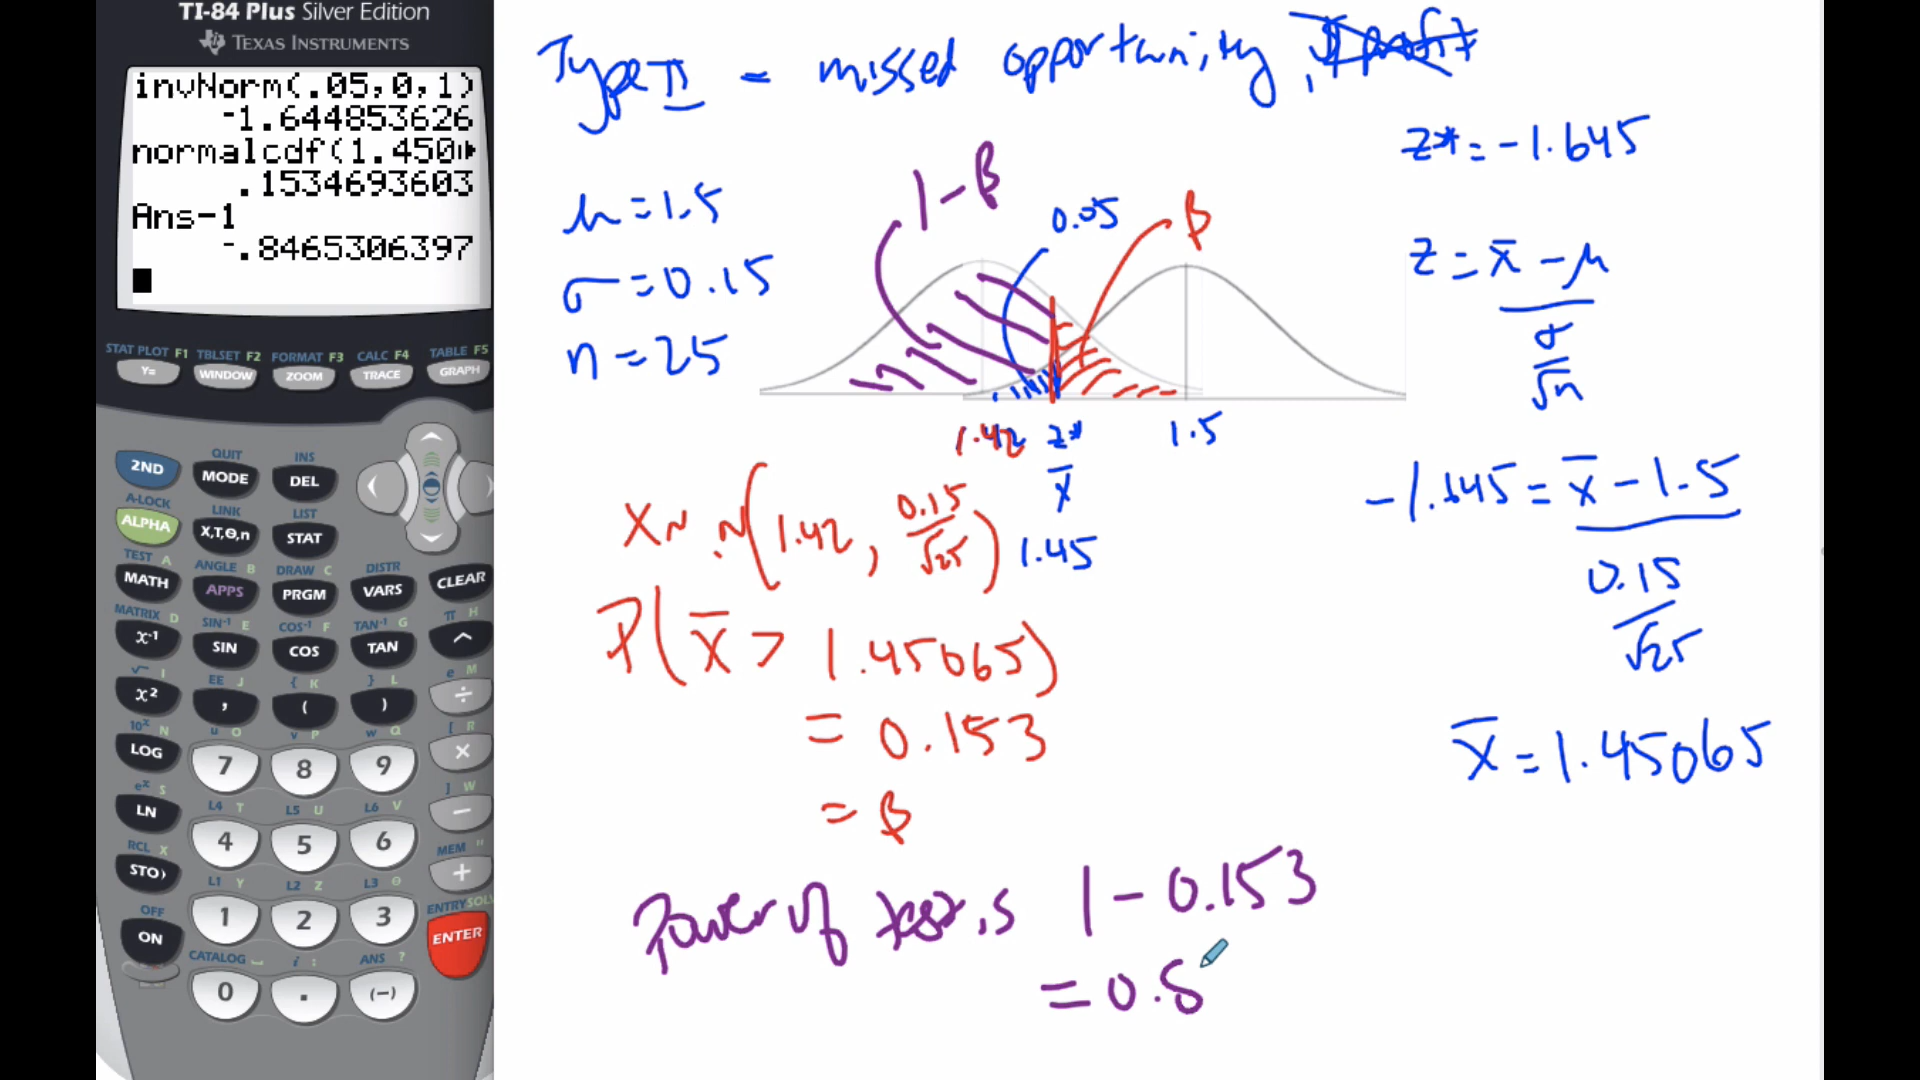 TI-84 Plus Silver Edition
TEXAS INSTRUMENTS
invNorm(.05,0,1)
-1.644853626
normalcdf(1.450
.1534693603
Ans-1
-.8465306397
STAT PLOT F1 TBLSET F2 FORMAT F3 CALC F4 TABLE F5
Y= WINDOW ZOOM TRACE GRAPH
QUIT INS
2ND MODE DEL
A-LOCK LINK LIST
ALPHA X,T,Θ,n STAT
TEST A ANGLE B DRAW C DISTR
MATH APPS PRGM VARS CLEAR
MATRIX D SIN⁻¹ E COS⁻¹ F TAN⁻¹ G π H
x⁻¹ SIN COS TAN ^
√ I EE J { K } L e M
x² , ( ) ÷
10ˣ N u O v P w Q [ R
LOG 7 8 9 ×
eˣ S L4 T L5 U L6 V ] W
LN 4 5 6 −
RCL X L1 Y L2 Z L3 Θ MEM "
STO› 1 2 3 +
OFF CATALOG ␣ i : ANS ? ENTRY SOLV
ON 0 . (−) ENTER
Type II = missed opportunity, ↓ profit
μ = 1.5
σ = 0.15
n = 25
1-β
0.05
β
1.42 z* 1.5
x̄
1.45
X ~ N(1.42, 0.15/√25)
P(x̄ > 1.45065)
= 0.153
= β
Power of test is 1 - 0.153
= 0.8
z* = -1.645
z = x̄ - μ
σ
√n
-1.645 = x̄ - 1.5
0.15
√25
x̄ = 1.45065